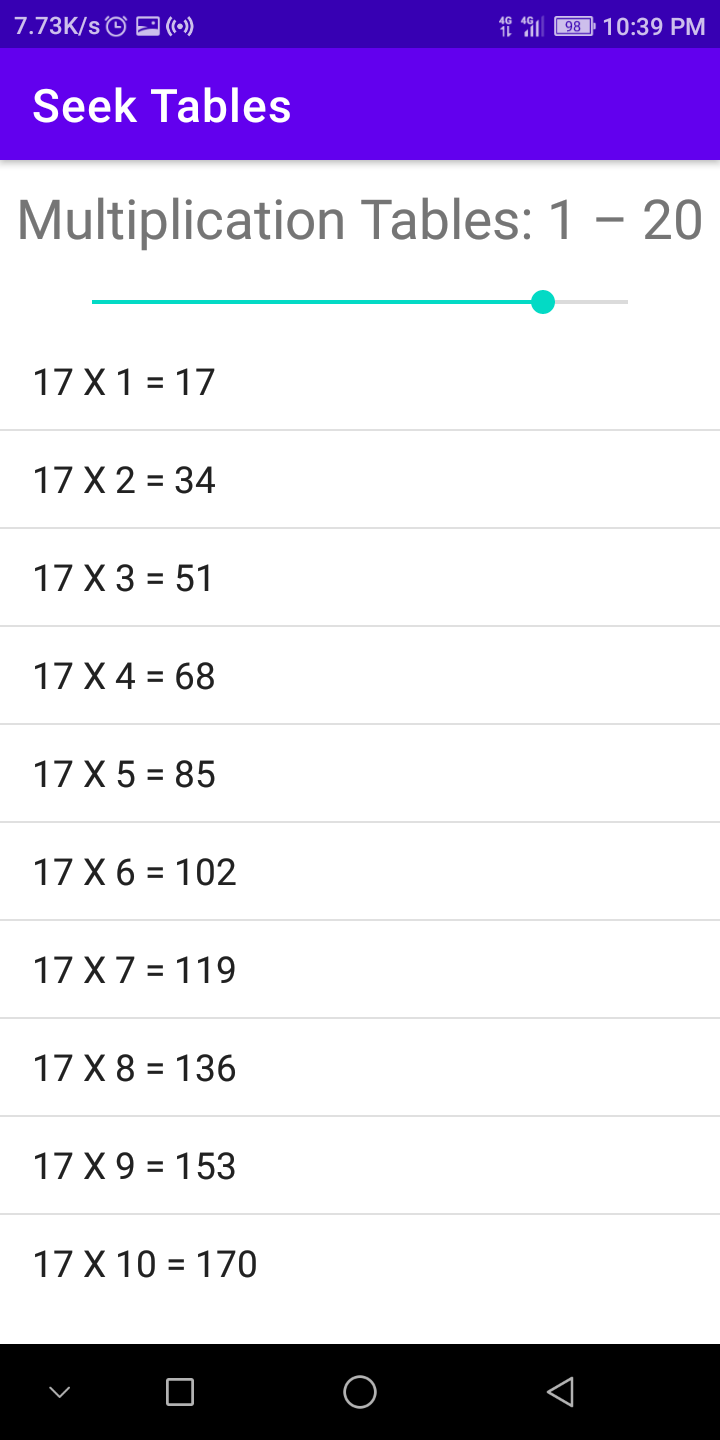 7.73K/s 4G 4G 98 10:39 PM
Seek Tables
Multiplication Tables: 1 – 20
17 X 1 = 17
17 X 2 = 34
17 X 3 = 51
17 X 4 = 68
17 X 5 = 85
17 X 6 = 102
17 X 7 = 119
17 X 8 = 136
17 X 9 = 153
17 X 10 = 170